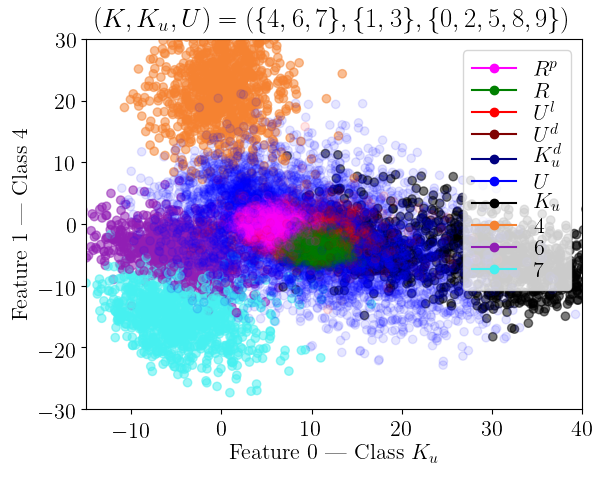 (K, K_u, U) = ({4, 6, 7}, {1, 3}, {0, 2, 5, 8, 9})
30
20
10
0
−10
−20
−30
Feature 1 — Class 4
−10
0
10
20
30
40
Feature 0 — Class K_u
R^p
R
U^l
U^d
K_u^d
U
K_u
4
6
7